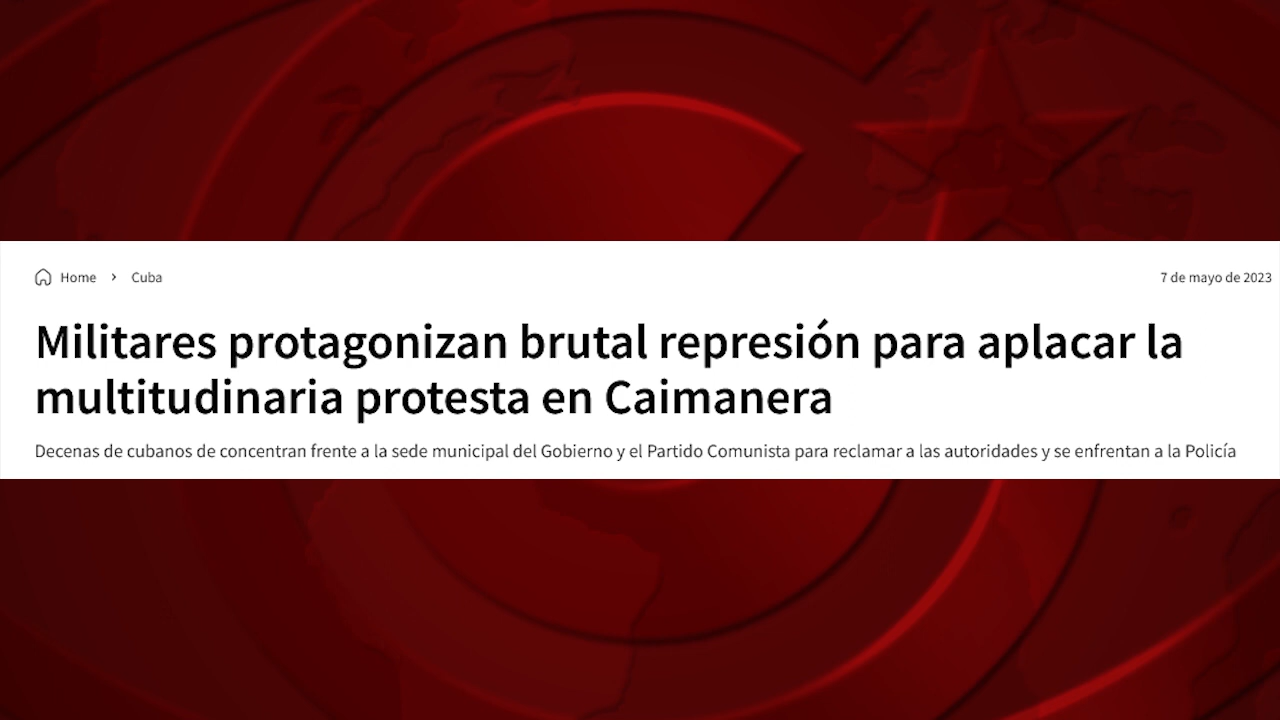 Home > Cuba
7 de mayo de 2023
Militares protagonizan brutal represión para aplacar la
multitudinaria protesta en Caimanera
Decenas de cubanos de concentran frente a la sede municipal del Gobierno y el Partido Comunista para reclamar a las autoridades y se enfrentan a la Policía